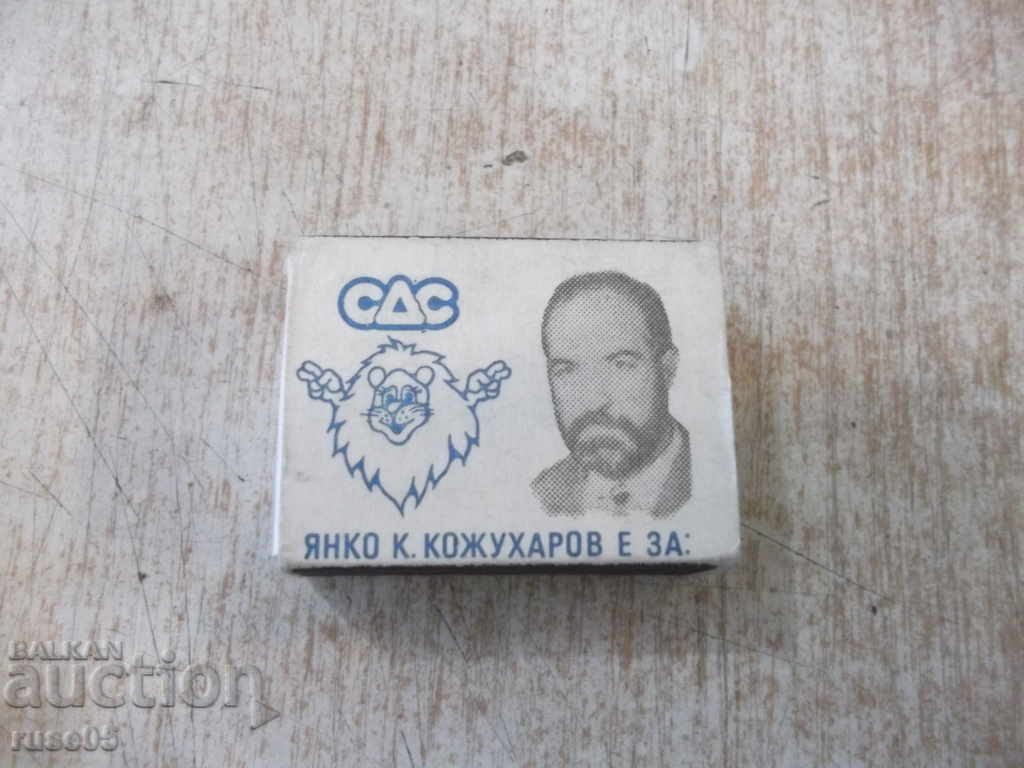 СДС
ЯНКО К. КОЖУХАРОВ Е ЗА:
BALKAN
auction
ruse05